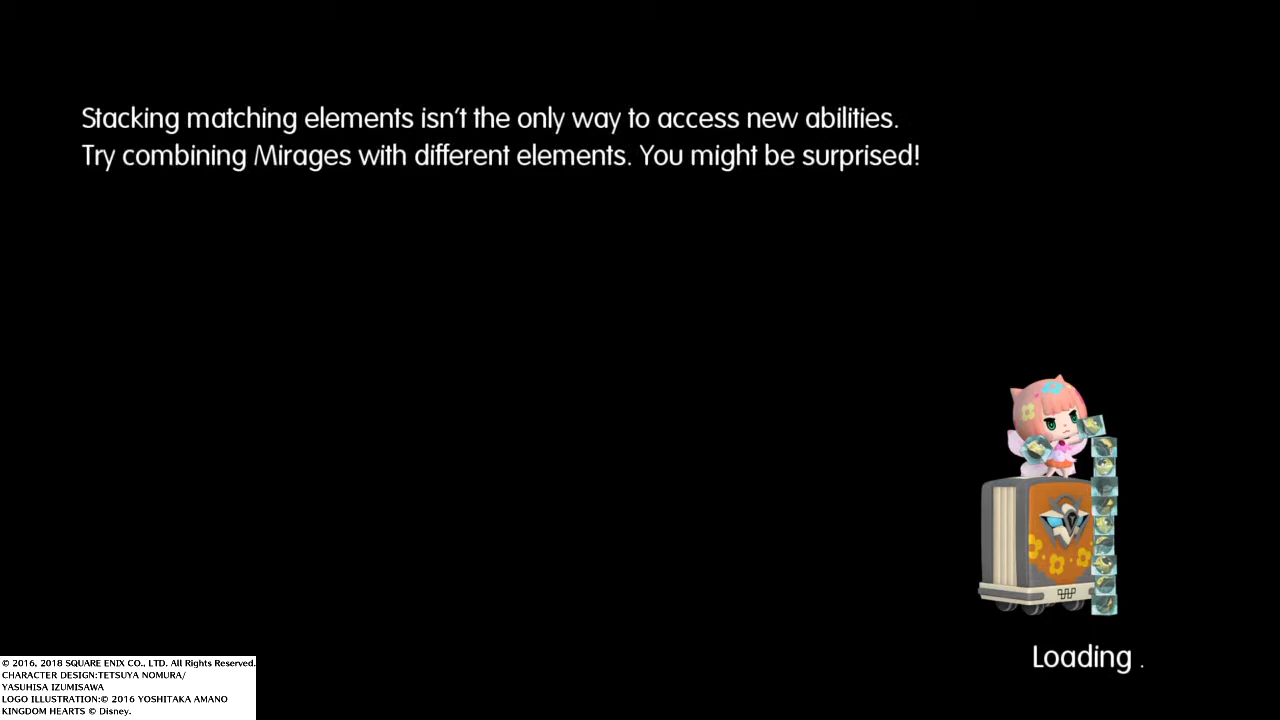 Stacking matching elements isn't the only way to access new abilities.
Try combining Mirages with different elements. You might be surprised!
Loading .
© 2016, 2018 SQUARE ENIX CO., LTD. All Rights Reserved.
CHARACTER DESIGN:TETSUYA NOMURA/
YASUHISA IZUMISAWA
LOGO ILLUSTRATION:© 2016 YOSHITAKA AMANO
KINGDOM HEARTS © Disney.